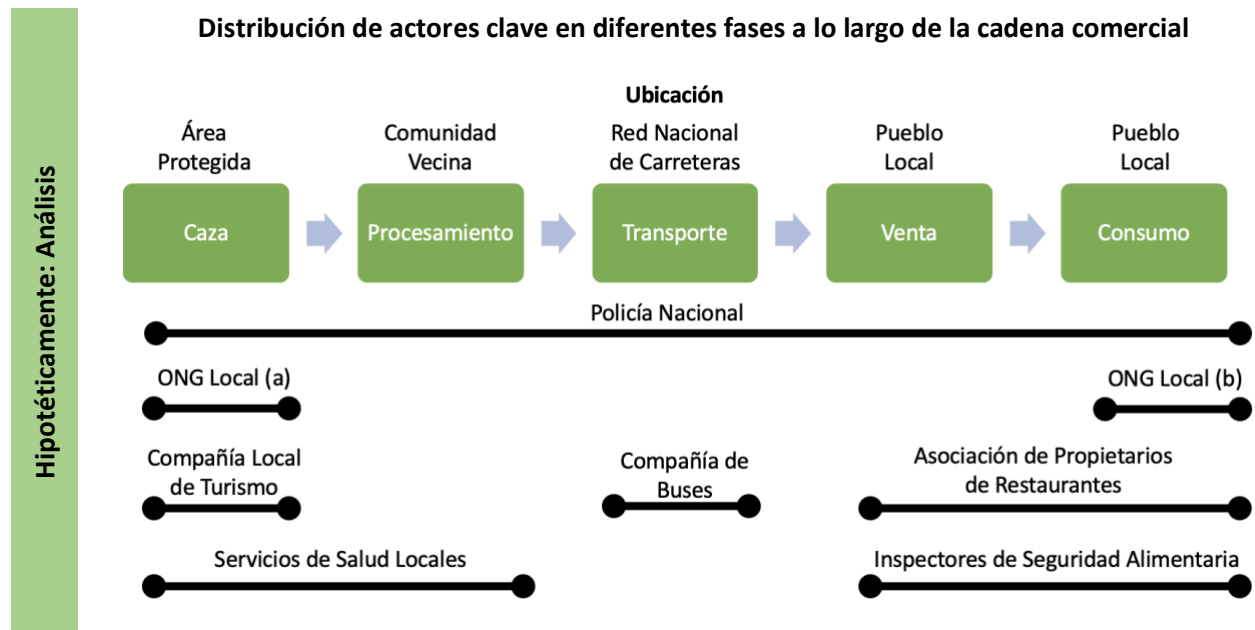 Distribución de actores clave en diferentes fases a lo largo de la cadena comercial
Hipotéticamente: Análisis
Ubicación
Área
Protegida
Comunidad
Vecina
Red Nacional
de Carreteras
Pueblo
Local
Pueblo
Local
Caza
Procesamiento
Transporte
Venta
Consumo
Policía Nacional
ONG Local (a)
ONG Local (b)
Compañía Local
de Turismo
Compañía de
Buses
Asociación de Propietarios
de Restaurantes
Servicios de Salud Locales
Inspectores de Seguridad Alimentaria